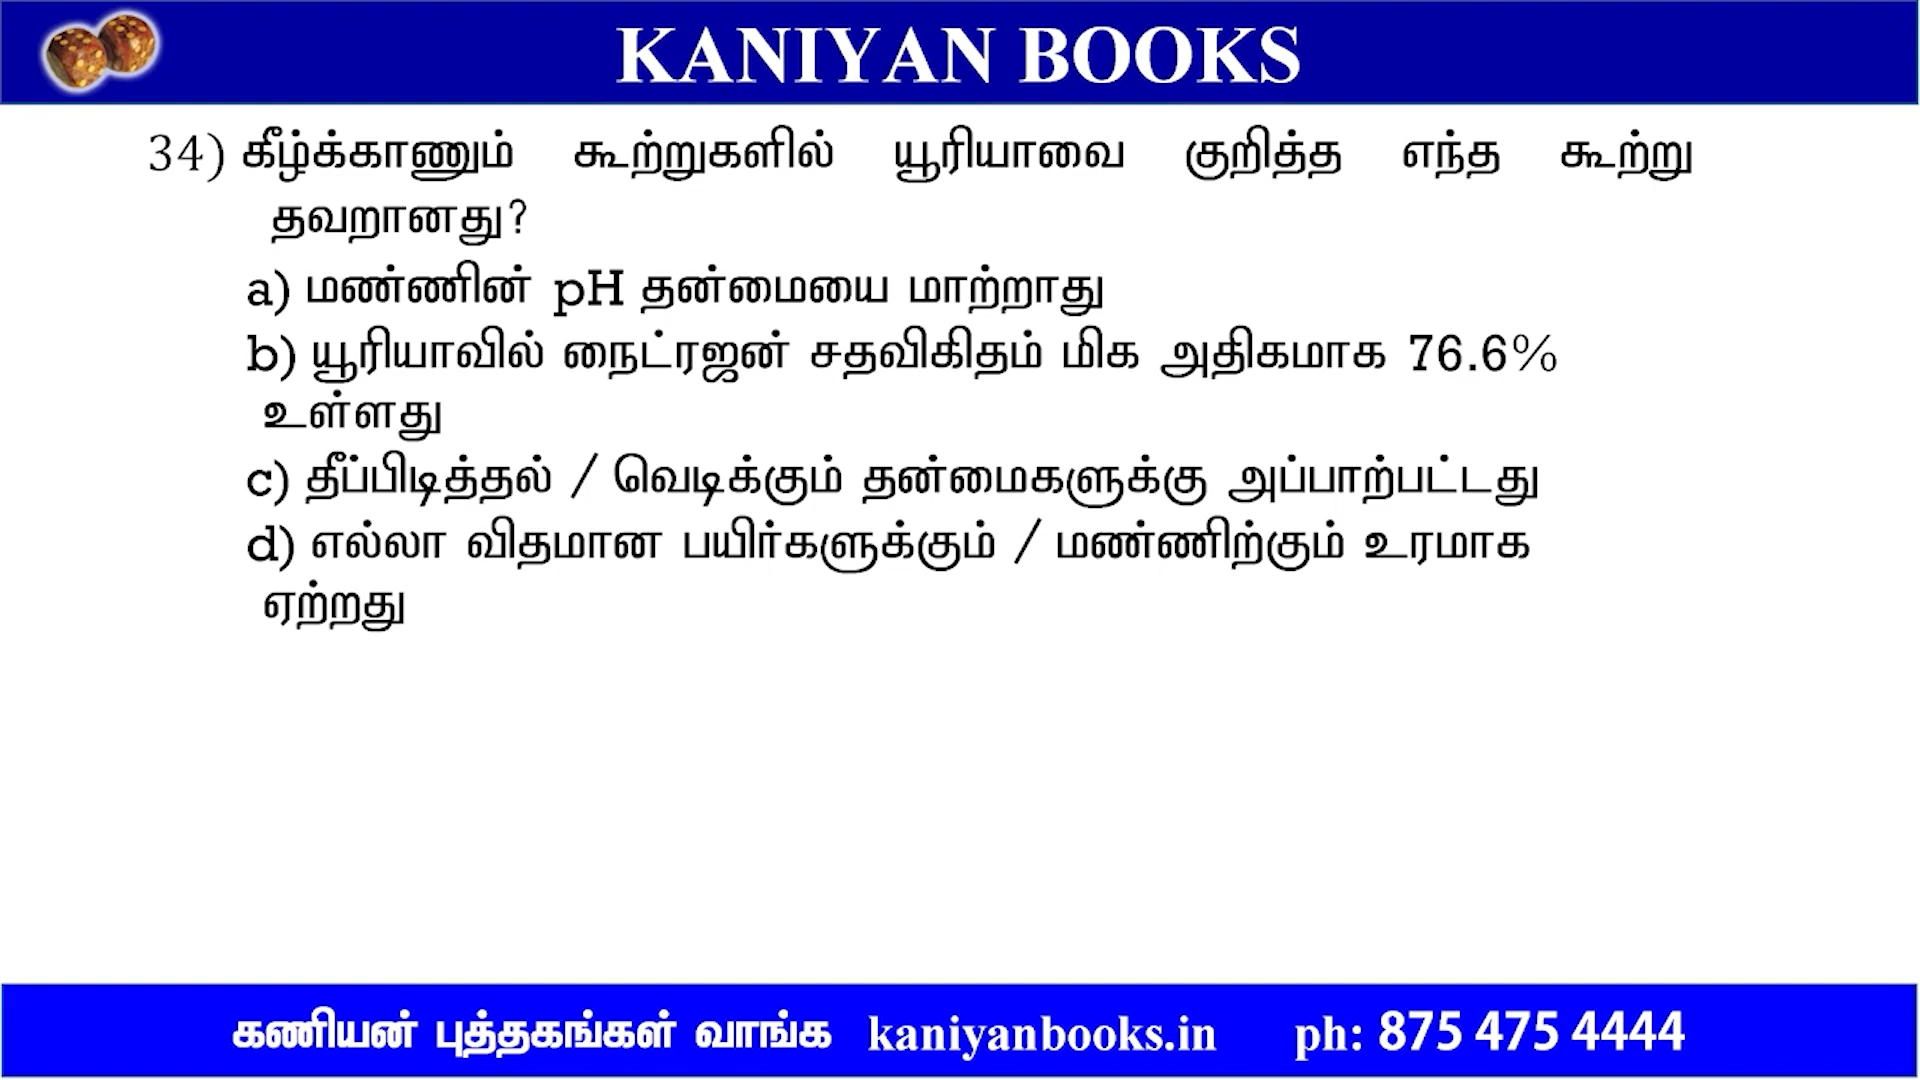 KANIYAN BOOKS
34) கீழ்க்காணும் கூற்றுகளில் யூரியாவை குறித்த எந்த கூற்று
தவறானது?
a) மண்ணின் pH தன்மையை மாற்றாது
b) யூரியாவில் நைட்ரஜன் சதவிகிதம் மிக அதிகமாக 76.6%
உள்ளது
c) தீப்பிடித்தல் / வெடிக்கும் தன்மைகளுக்கு அப்பாற்பட்டது
d) எல்லா விதமான பயிர்களுக்கும் / மண்ணிற்கும் உரமாக
ஏற்றது
கணியன் புத்தகங்கள் வாங்க kaniyanbooks.in ph: 875 475 4444